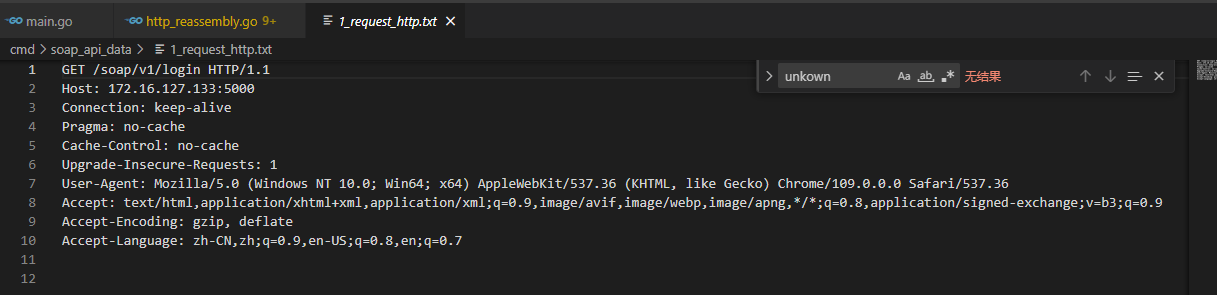 main.go
http_reassembly.go 9+
1_request_http.txt
cmd > soap_api_data > 1_request_http.txt
unkown
Aa ab .* 无结果
1 GET /soap/v1/login HTTP/1.1
2 Host: 172.16.127.133:5000
3 Connection: keep-alive
4 Pragma: no-cache
5 Cache-Control: no-cache
6 Upgrade-Insecure-Requests: 1
7 User-Agent: Mozilla/5.0 (Windows NT 10.0; Win64; x64) AppleWebKit/537.36 (KHTML, like Gecko) Chrome/109.0.0.0 Safari/537.36
8 Accept: text/html,application/xhtml+xml,application/xml;q=0.9,image/avif,image/webp,image/apng,*/*;q=0.8,application/signed-exchange;v=b3;q=0.9
9 Accept-Encoding: gzip, deflate
10 Accept-Language: zh-CN,zh;q=0.9,en-US;q=0.8,en;q=0.7
11
12